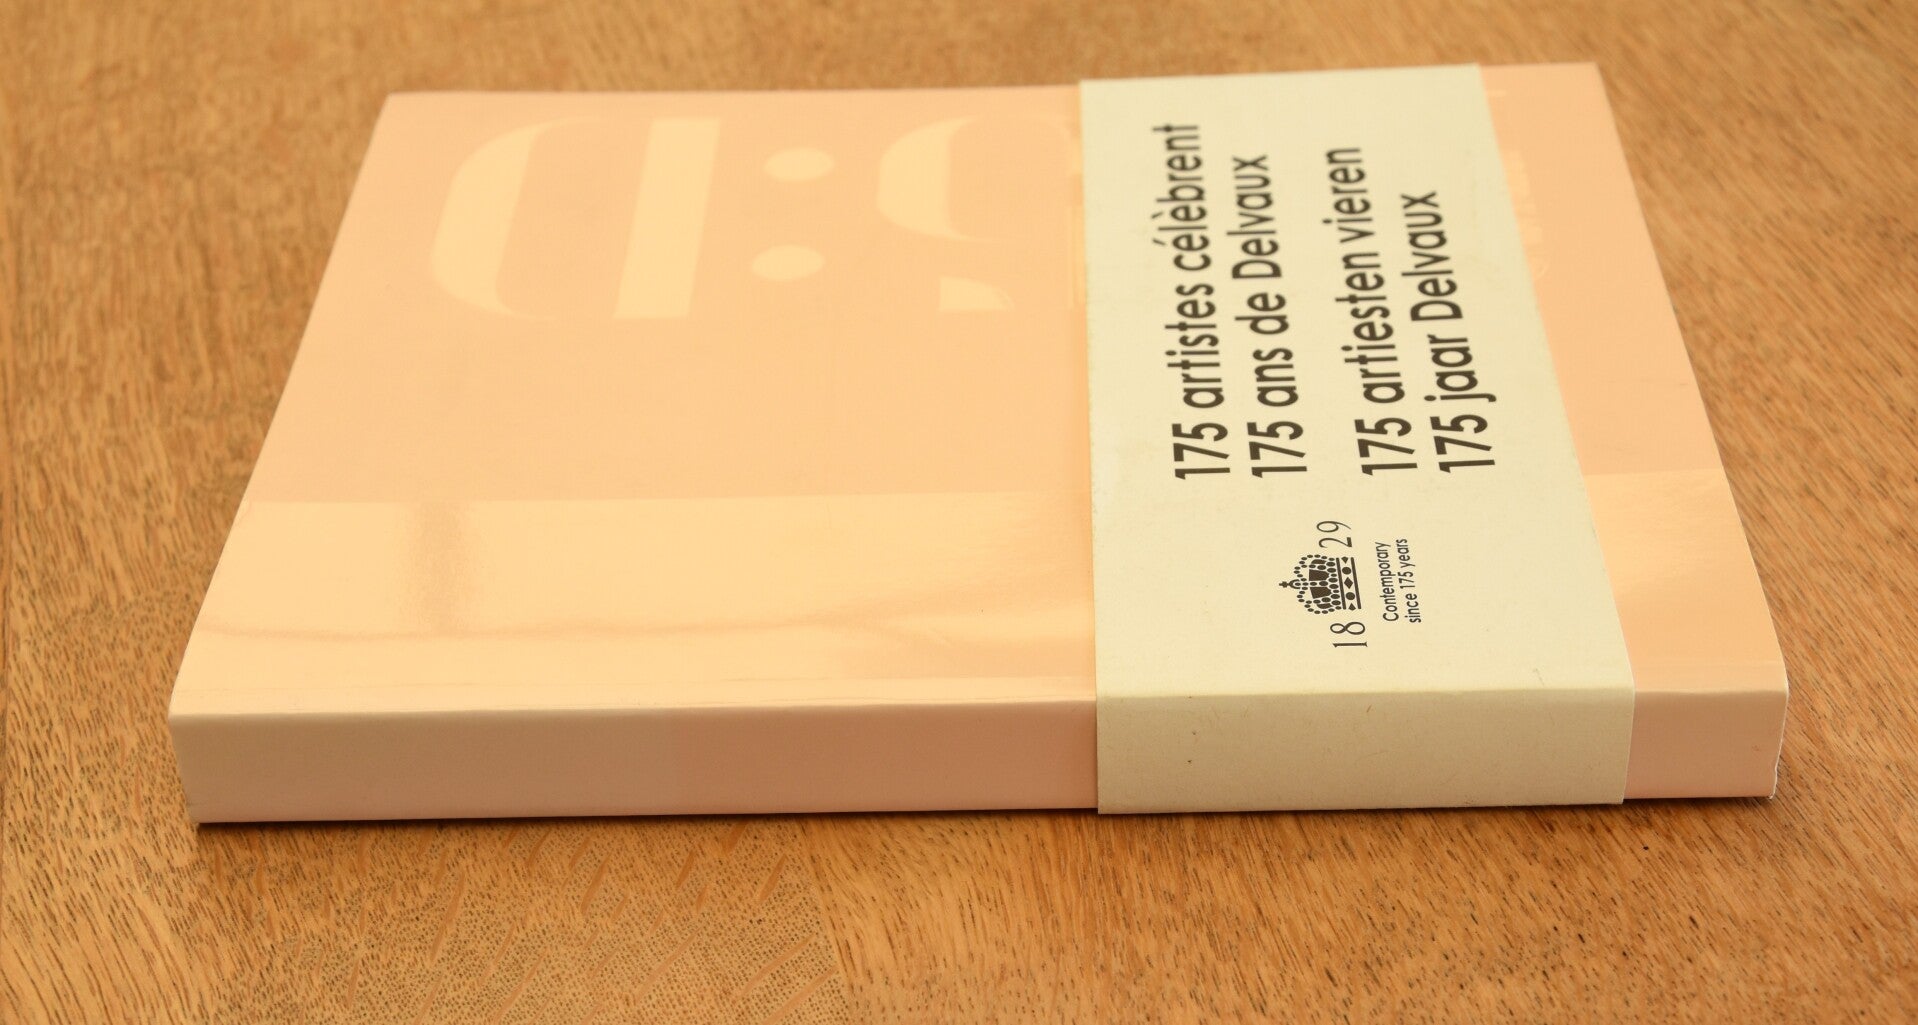 175 artistes célèbrent
175 ans de Delvaux
175 artiesten vieren
175 jaar Delvaux
18 29
Contemporary
since 175 years